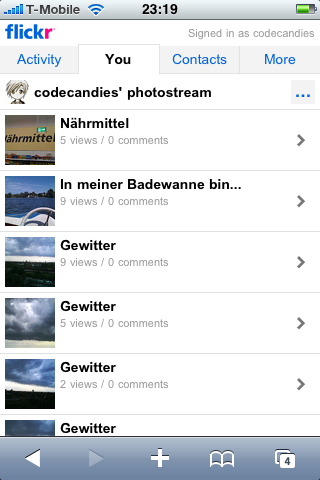 T-Mobile 23:19
flickr Signed in as codecandies
Activity You Contacts More
codecandies' photostream ...
Nährmittel
5 views / 0 comments
Nährmittel
In meiner Badewanne bin...
9 views / 0 comments
Gewitter
9 views / 0 comments
Gewitter
5 views / 0 comments
Gewitter
2 views / 0 comments
Gewitter
4